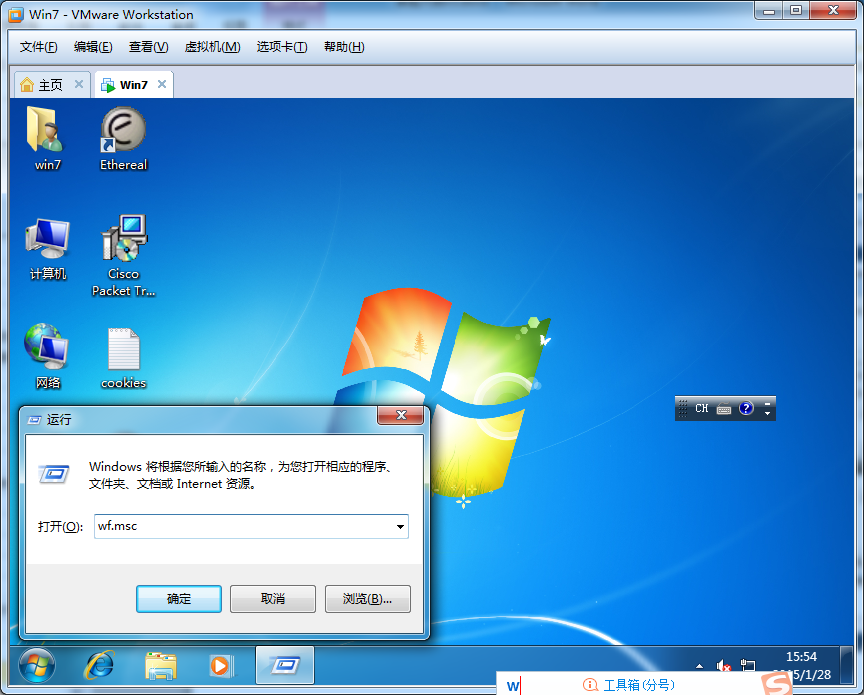 Win7 - VMware Workstation
文件(F) 编辑(E) 查看(V) 虚拟机(M) 选项卡(T) 帮助(H)
主页 Win7
win7
Ethereal
计算机
Cisco
Packet Tr...
网络
cookies
CH
运行
Windows 将根据您所输入的名称，为您打开相应的程序、
文件夹、文档或 Internet 资源。
打开(O): wf.msc
确定 取消 浏览(B)...
15:54
5/1/28
w
工具箱(分号)